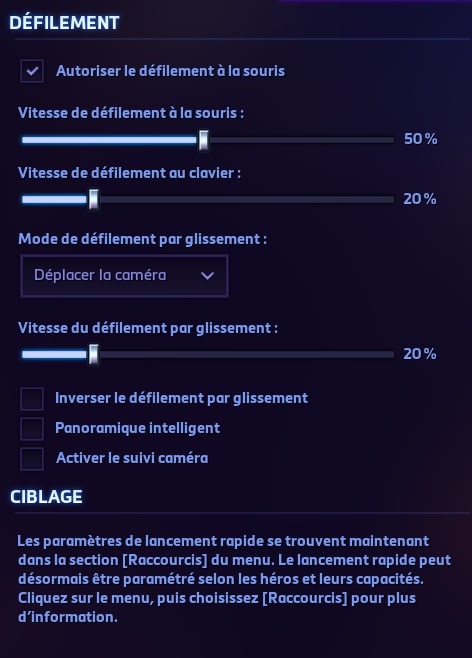 DÉFILEMENT
Autoriser le défilement à la souris
Vitesse de défilement à la souris :
50 %
Vitesse de défilement au clavier :
20 %
Mode de défilement par glissement :
Déplacer la caméra
Vitesse du défilement par glissement :
20 %
Inverser le défilement par glissement
Panoramique intelligent
Activer le suivi caméra
CIBLAGE
Les paramètres de lancement rapide se trouvent maintenant
dans la section [Raccourcis] du menu. Le lancement rapide peut
désormais être paramétré selon les héros et leurs capacités.
Cliquez sur le menu, puis choisissez [Raccourcis] pour plus
d'information.